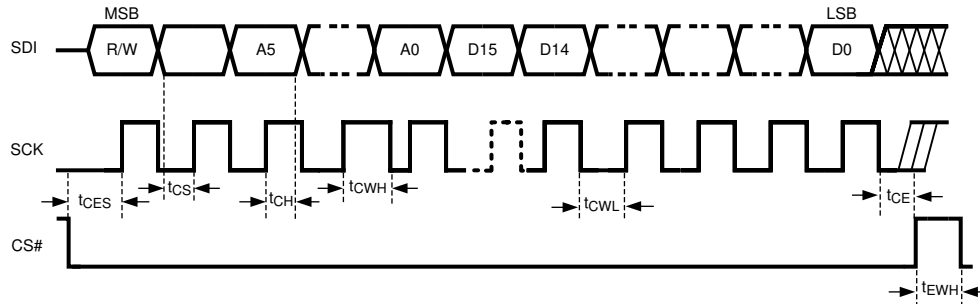 MSB LSB
SDI R/W A5 A0 D15 D14 D0
SCK
tCES tCS tCH tCWH tCWL tCE
CS#
tEWH